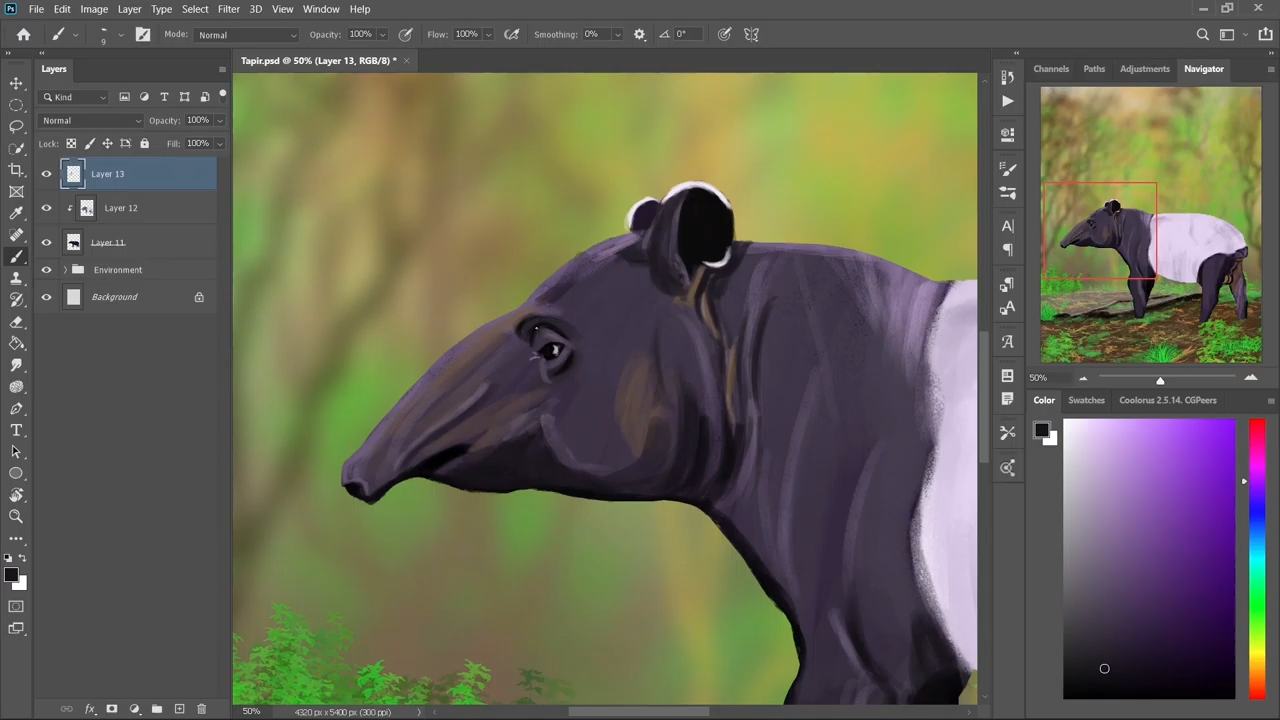 Ps File Edit Image Layer Type Select Filter 3D View Window Help
9 Mode: Normal Opacity: 100% Flow: 100% Smoothing: 0% 0°
Tapir.psd @ 50% (Layer 13, RGB/8) *
Layers
Kind
Normal Opacity: 100%
Lock: Fill: 100%
Layer 13
Layer 12
Layer 11
Environment
Background
fx
50% 4320 px x 5400 px (300 ppi)
Channels Paths Adjustments Navigator
50%
Color Swatches Coolorus 2.5.14. CGPeers